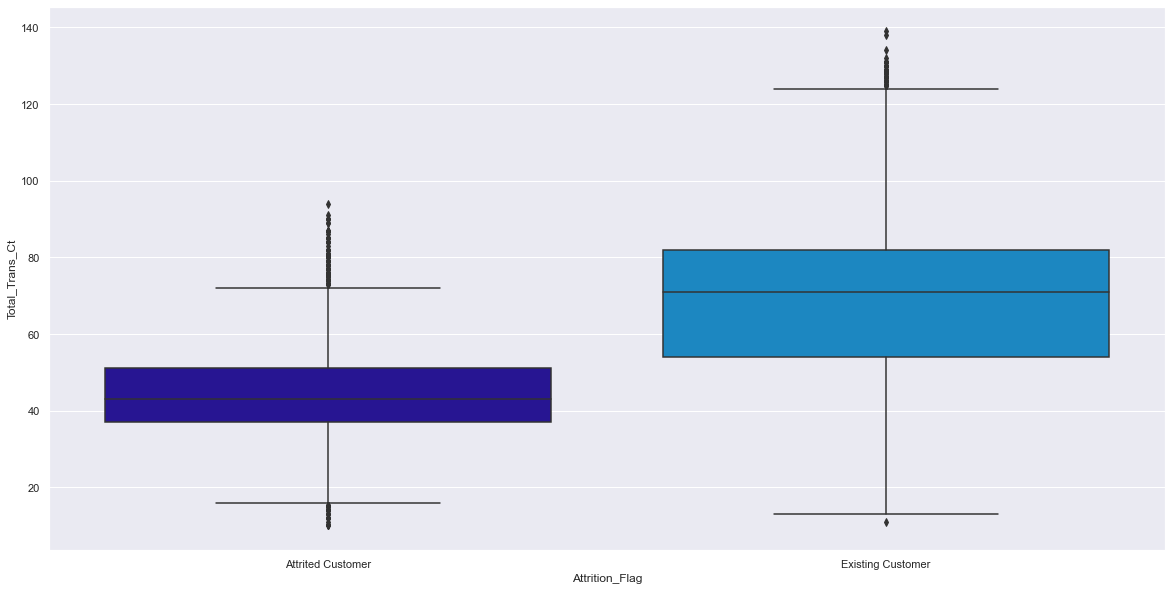 140
120
100
80
60
40
20
Total_Trans_Ct
Attrited Customer
Existing Customer
Attrition_Flag